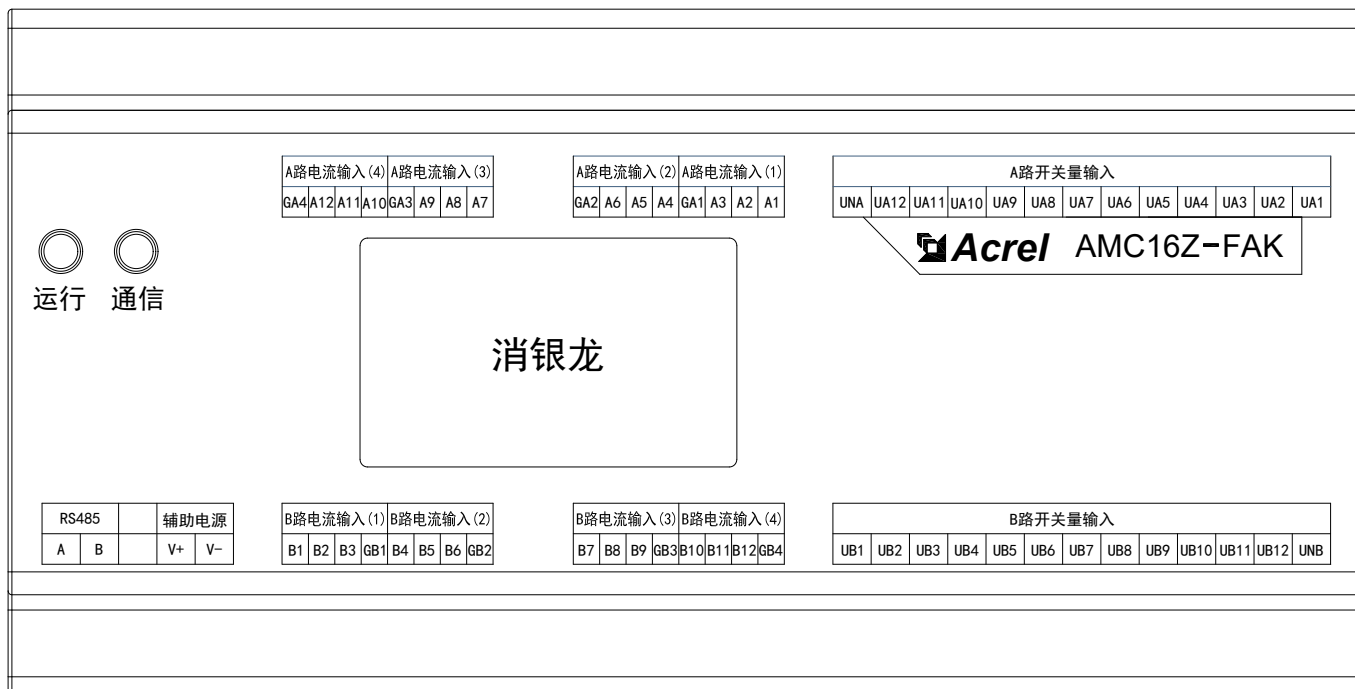 A路电流输入(4) A路电流输入(3) A路电流输入(2) A路电流输入(1) A路开关量输入
GA4 A12 A11 A10 GA3 A9 A8 A7 GA2 A6 A5 A4 GA1 A3 A2 A1 UNA UA12 UA11 UA10 UA9 UA8 UA7 UA6 UA5 UA4 UA3 UA2 UA1
Acrel AMC16Z-FAK
运行 通信
消银龙
RS485 辅助电源 B路电流输入(1) B路电流输入(2) B路电流输入(3) B路电流输入(4) B路开关量输入
A B V+ V- B1 B2 B3 GB1 B4 B5 B6 GB2 B7 B8 B9 GB3 B10 B11 B12 GB4 UB1 UB2 UB3 UB4 UB5 UB6 UB7 UB8 UB9 UB10 UB11 UB12 UNB